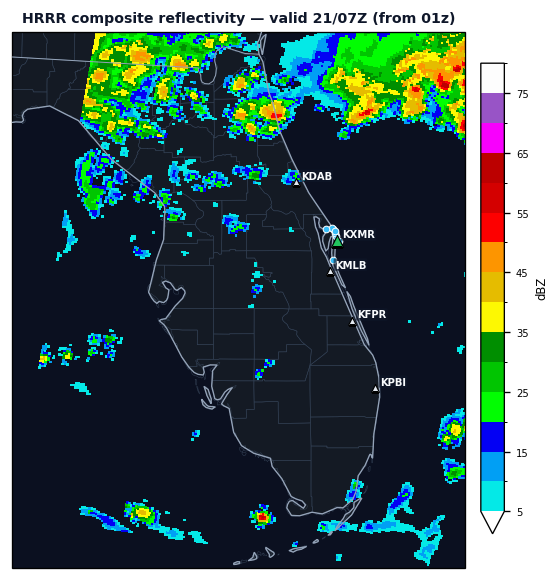 HRRR composite reflectivity — valid 21/07Z (from 01z)
KDAB
KXMR
KMLB
KFPR
KPBI
75
65
55
45
35
25
15
5
dBZ